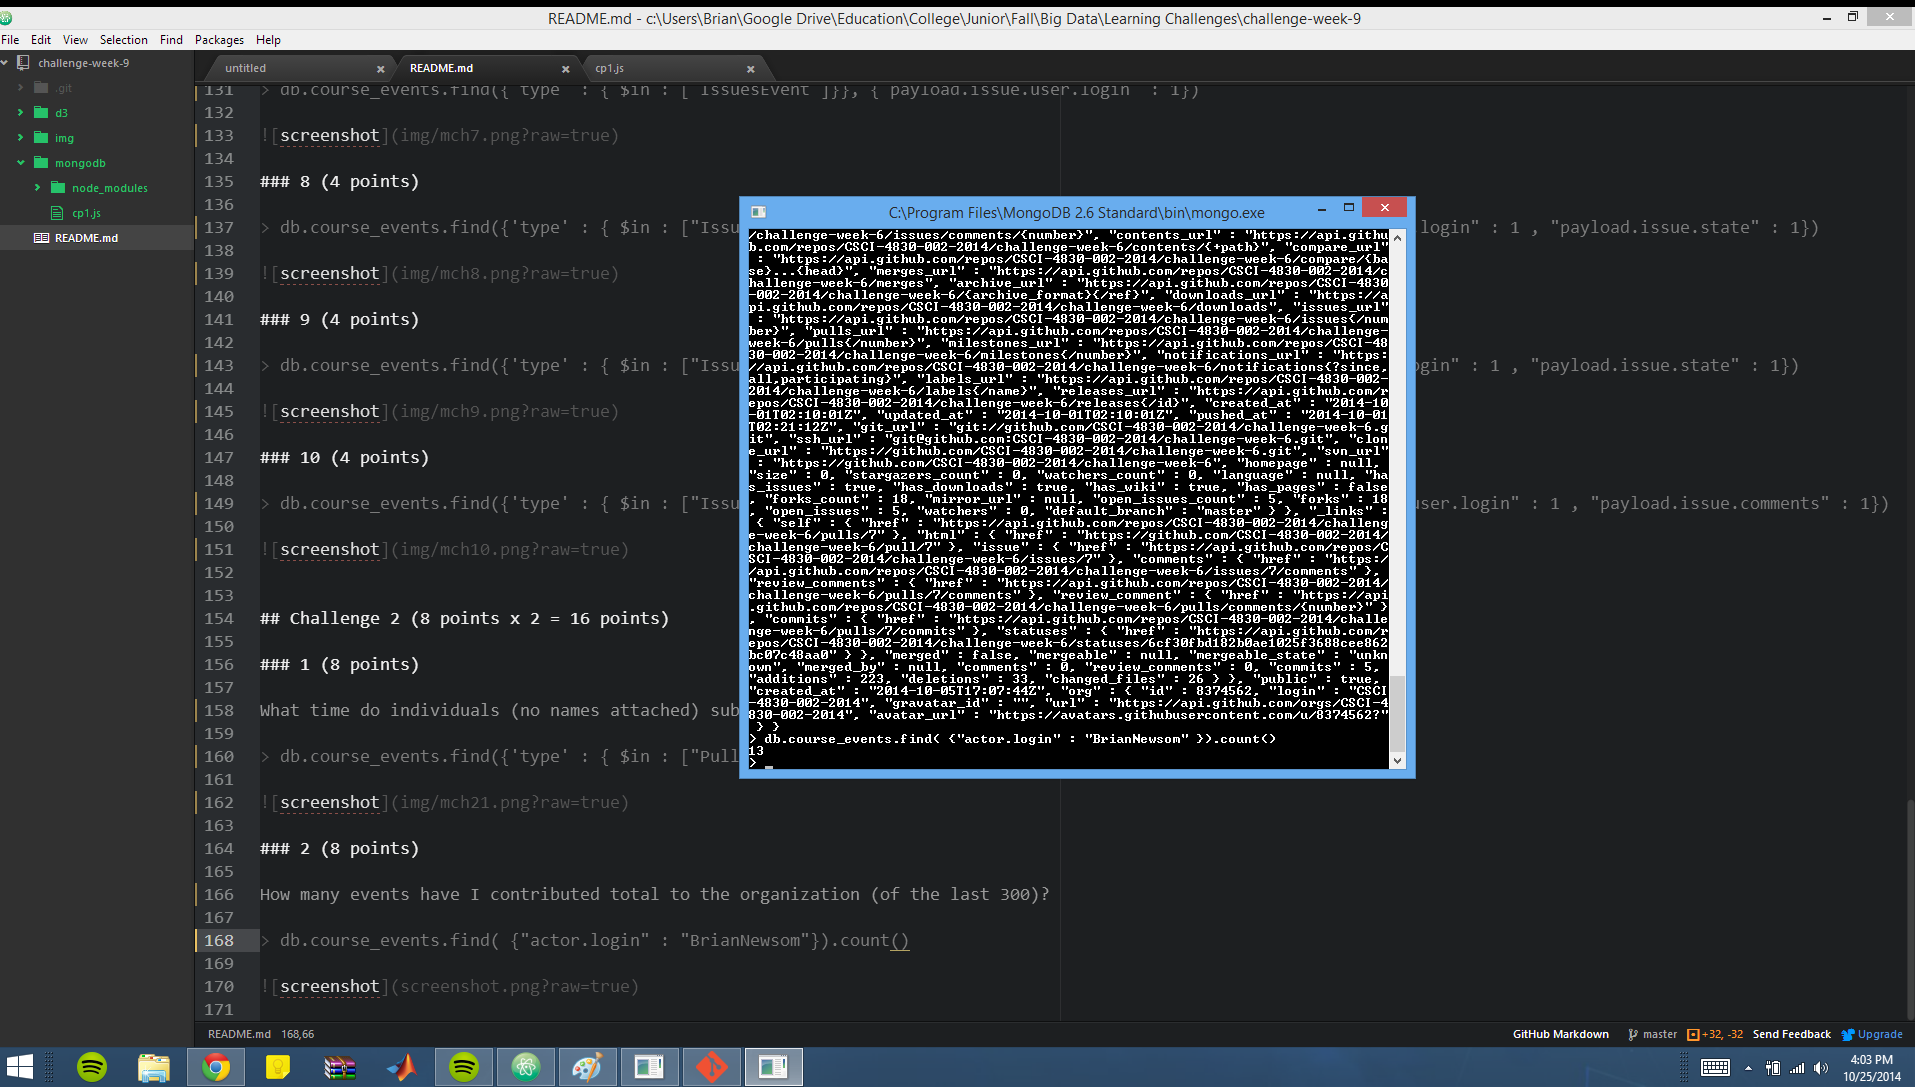 README.md - c:\Users\Brian\Google Drive\Education\College\Junior\Fall\Big Data\Learning Challenges\challenge-week-9
File Edit View Selection Find Packages Help
challenge-week-9
.git
d3
img
mongodb
node_modules
cp1.js
README.md
untitled
README.md
cp1.js
131 > db.course_events.find({ type : { $in : [ IssuesEvent ]}}, { payload.issue.user.login : 1})
132
133 ![screenshot](img/mch7.png?raw=true)
134
135 ### 8 (4 points)
136
137 > db.course_events.find({'type' : { $in : ["Issu
login" : 1 , "payload.issue.state" : 1})
138
139 ![screenshot](img/mch8.png?raw=true)
140
141 ### 9 (4 points)
142
143 > db.course_events.find({'type' : { $in : ["Issu
gin" : 1 , "payload.issue.state" : 1})
144
145 ![screenshot](img/mch9.png?raw=true)
146
147 ### 10 (4 points)
148
149 > db.course_events.find({'type' : { $in : ["Issu
user.login" : 1 , "payload.issue.comments" : 1})
150
151 ![screenshot](img/mch10.png?raw=true)
152
153
154 ## Challenge 2 (8 points x 2 = 16 points)
155
156 ### 1 (8 points)
157
158 What time do individuals (no names attached) sub
159
160 > db.course_events.find({'type' : { $in : ["Pull
161
162 ![screenshot](img/mch21.png?raw=true)
163
164 ### 2 (8 points)
165
166 How many events have I contributed total to the organization (of the last 300)?
167
168 > db.course_events.find( {"actor.login" : "BrianNewsom"}).count()
169
170 ![screenshot](screenshot.png?raw=true)
171
C:\Program Files\MongoDB 2.6 Standard\bin\mongo.exe
/challenge-week-6/issues/comments/{number}", "contents_url" : "https://api.githu
b.com/repos/CSCI-4830-002-2014/challenge-week-6/contents/{+path}", "compare_url"
 : "https://api.github.com/repos/CSCI-4830-002-2014/challenge-week-6/compare/{ba
se}...{head}", "merges_url" : "https://api.github.com/repos/CSCI-4830-002-2014/c
hallenge-week-6/merges", "archive_url" : "https://api.github.com/repos/CSCI-4830
-002-2014/challenge-week-6/{archive_format}{/ref}", "downloads_url" : "https://a
pi.github.com/repos/CSCI-4830-002-2014/challenge-week-6/downloads", "issues_url"
 : "https://api.github.com/repos/CSCI-4830-002-2014/challenge-week-6/issues{/num
ber}", "pulls_url" : "https://api.github.com/repos/CSCI-4830-002-2014/challenge-
week-6/pulls{/number}", "milestones_url" : "https://api.github.com/repos/CSCI-48
30-002-2014/challenge-week-6/milestones{/number}", "notifications_url" : "https:
//api.github.com/repos/CSCI-4830-002-2014/challenge-week-6/notifications{?since,
all,participating}", "labels_url" : "https://api.github.com/repos/CSCI-4830-002-
2014/challenge-week-6/labels{/name}", "releases_url" : "https://api.github.com/r
epos/CSCI-4830-002-2014/challenge-week-6/releases{/id}", "created_at" : "2014-10
-01T02:10:01Z", "updated_at" : "2014-10-01T02:10:01Z", "pushed_at" : "2014-10-01
T02:21:12Z", "git_url" : "git://github.com/CSCI-4830-002-2014/challenge-week-6.g
it", "ssh_url" : "git@github.com:CSCI-4830-002-2014/challenge-week-6.git", "clon
e_url" : "https://github.com/CSCI-4830-002-2014/challenge-week-6.git", "svn_url"
 : "https://github.com/CSCI-4830-002-2014/challenge-week-6", "homepage" : null,
"size" : 0, "stargazers_count" : 0, "watchers_count" : 0, "language" : null, "ha
s_issues" : true, "has_downloads" : true, "has_wiki" : true, "has_pages" : false
, "forks_count" : 18, "mirror_url" : null, "open_issues_count" : 5, "forks" : 18
, "open_issues" : 5, "watchers" : 0, "default_branch" : "master" } }, "_links" :
 { "self" : { "href" : "https://api.github.com/repos/CSCI-4830-002-2014/challeng
e-week-6/pulls/7" }, "html" : { "href" : "https://github.com/CSCI-4830-002-2014
/challenge-week-6/pull/7" }, "issue" : { "href" : "https://api.github.com/repos/C
SCI-4830-002-2014/challenge-week-6/issues/7" }, "comments" : { "href" : "https:/
/api.github.com/repos/CSCI-4830-002-2014/challenge-week-6/issues/7/comments" },
"review_comments" : { "href" : "https://api.github.com/repos/CSCI-4830-002-2014/
challenge-week-6/pulls/7/comments" }, "review_comment" : { "href" : "https://api
.github.com/repos/CSCI-4830-002-2014/challenge-week-6/pulls/comments/{number}" }
, "commits" : { "href" : "https://api.github.com/repos/CSCI-4830-002-2014/challe
nge-week-6/pulls/7/commits" }, "statuses" : { "href" : "https://api.github.com/r
epos/CSCI-4830-002-2014/challenge-week-6/statuses/6cf30fbd182b0ae1025f3688cee862
bc07c48aa0" } }, "merged" : false, "mergeable" : null, "mergeable_state" : "unkn
own", "merged_by" : null, "comments" : 0, "review_comments" : 0, "commits" : 5,
"additions" : 223, "deletions" : 33, "changed_files" : 26 } }, "public" : true,
"created_at" : "2014-10-05T17:07:44Z", "org" : { "id" : 8374562, "login" : "CSCI
-4830-002-2014", "gravatar_id" : "", "url" : "https://api.github.com/orgs/CSCI-4
830-002-2014", "avatar_url" : "https://avatars.githubusercontent.com/u/8374562?"
 } }
> db.course_events.find( {"actor.login" : "BrianNewsom" }).count()
13
>
README.md 168,66
GitHub Markdown master +32, -32 Send Feedback Upgrade
4:03 PM
10/25/2014